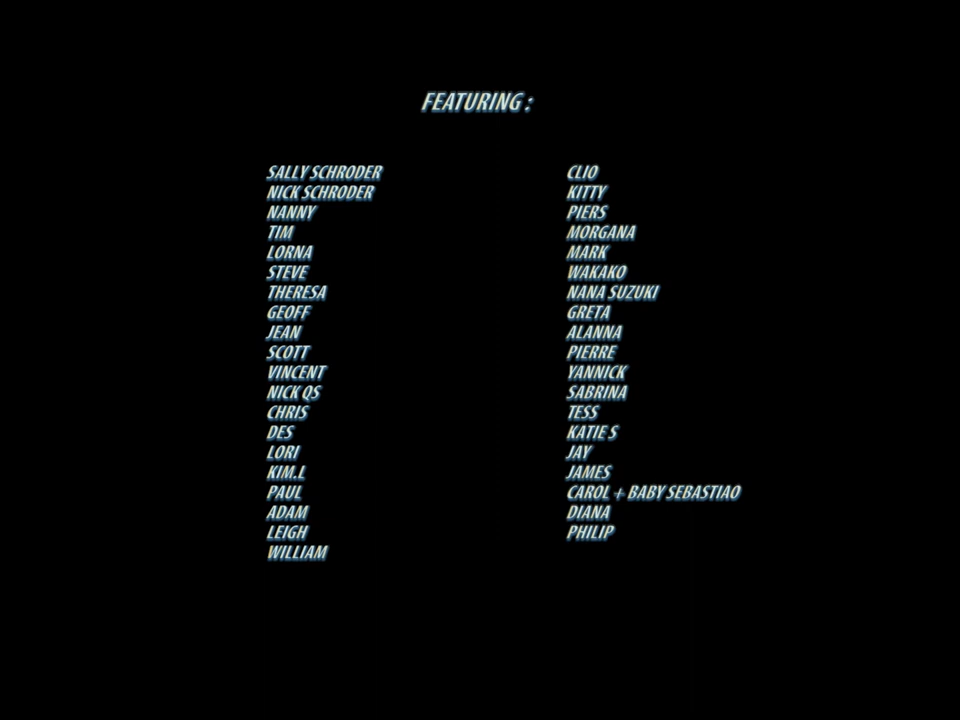 FEATURING :
SALLY SCHRODER
NICK SCHRODER
NANNY
TIM
LORNA
STEVE
THERESA
GEOFF
JEAN
SCOTT
VINCENT
NICK QS
CHRIS
DES
LORI
KIM.L
PAUL
ADAM
LEIGH
WILLIAM
CLIO
KITTY
PIERS
MORGANA
MARK
WAKAKO
NANA SUZUKI
GRETA
ALANNA
PIERRE
YANNICK
SABRINA
TESS
KATIE S
JAY
JAMES
CAROL + BABY SEBASTIAO
DIANA
PHILIP